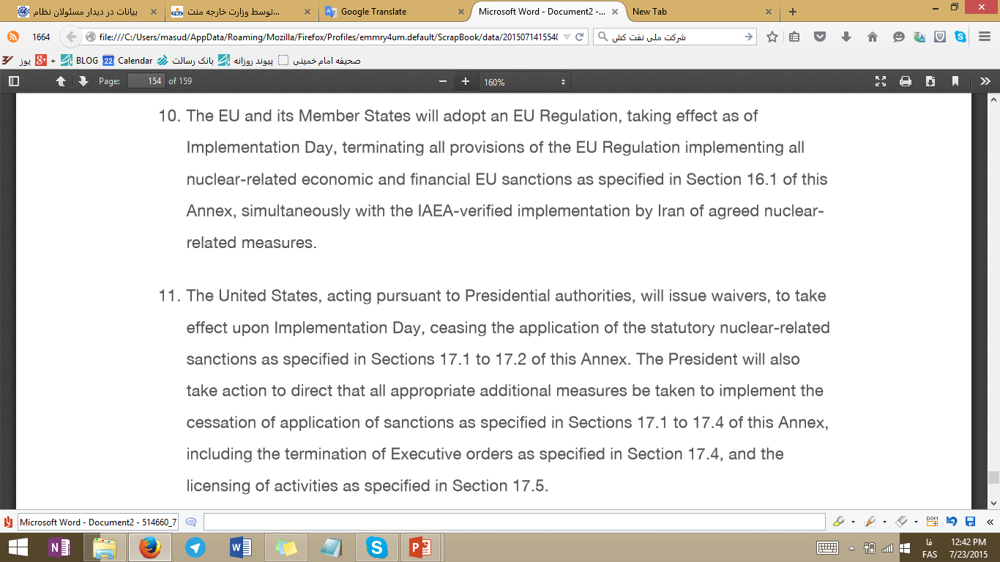 بیانات در دیدار مسئولان نظام
توسط وزارت خارجه منت...
Google Translate
Microsoft Word - Document2 -...
New Tab
1664
file:///C:/Users/masud/AppData/Roaming/Mozilla/Firefox/Profiles/emmry4um.default/ScrapBook/data/2015071415540
شرکت ملی نفت کش
یوز
+
BLOG
22 Calendar
بانک رسالت
پیوند روزانه
صحیفه امام خمینی
Page: 154 of 159
160%
10. The EU and its Member States will adopt an EU Regulation, taking effect as of
Implementation Day, terminating all provisions of the EU Regulation implementing all
nuclear-related economic and financial EU sanctions as specified in Section 16.1 of this
Annex, simultaneously with the IAEA-verified implementation by Iran of agreed nuclear-
related measures.
11. The United States, acting pursuant to Presidential authorities, will issue waivers, to take
effect upon Implementation Day, ceasing the application of the statutory nuclear-related
sanctions as specified in Sections 17.1 to 17.2 of this Annex. The President will also
take action to direct that all appropriate additional measures be taken to implement the
cessation of application of sanctions as specified in Sections 17.1 to 17.4 of this Annex,
including the termination of Executive orders as specified in Section 17.4, and the
licensing of activities as specified in Section 17.5.
Microsoft Word - Document2 - 514660_7
DOM
فا
FAS
12:42 PM
7/23/2015